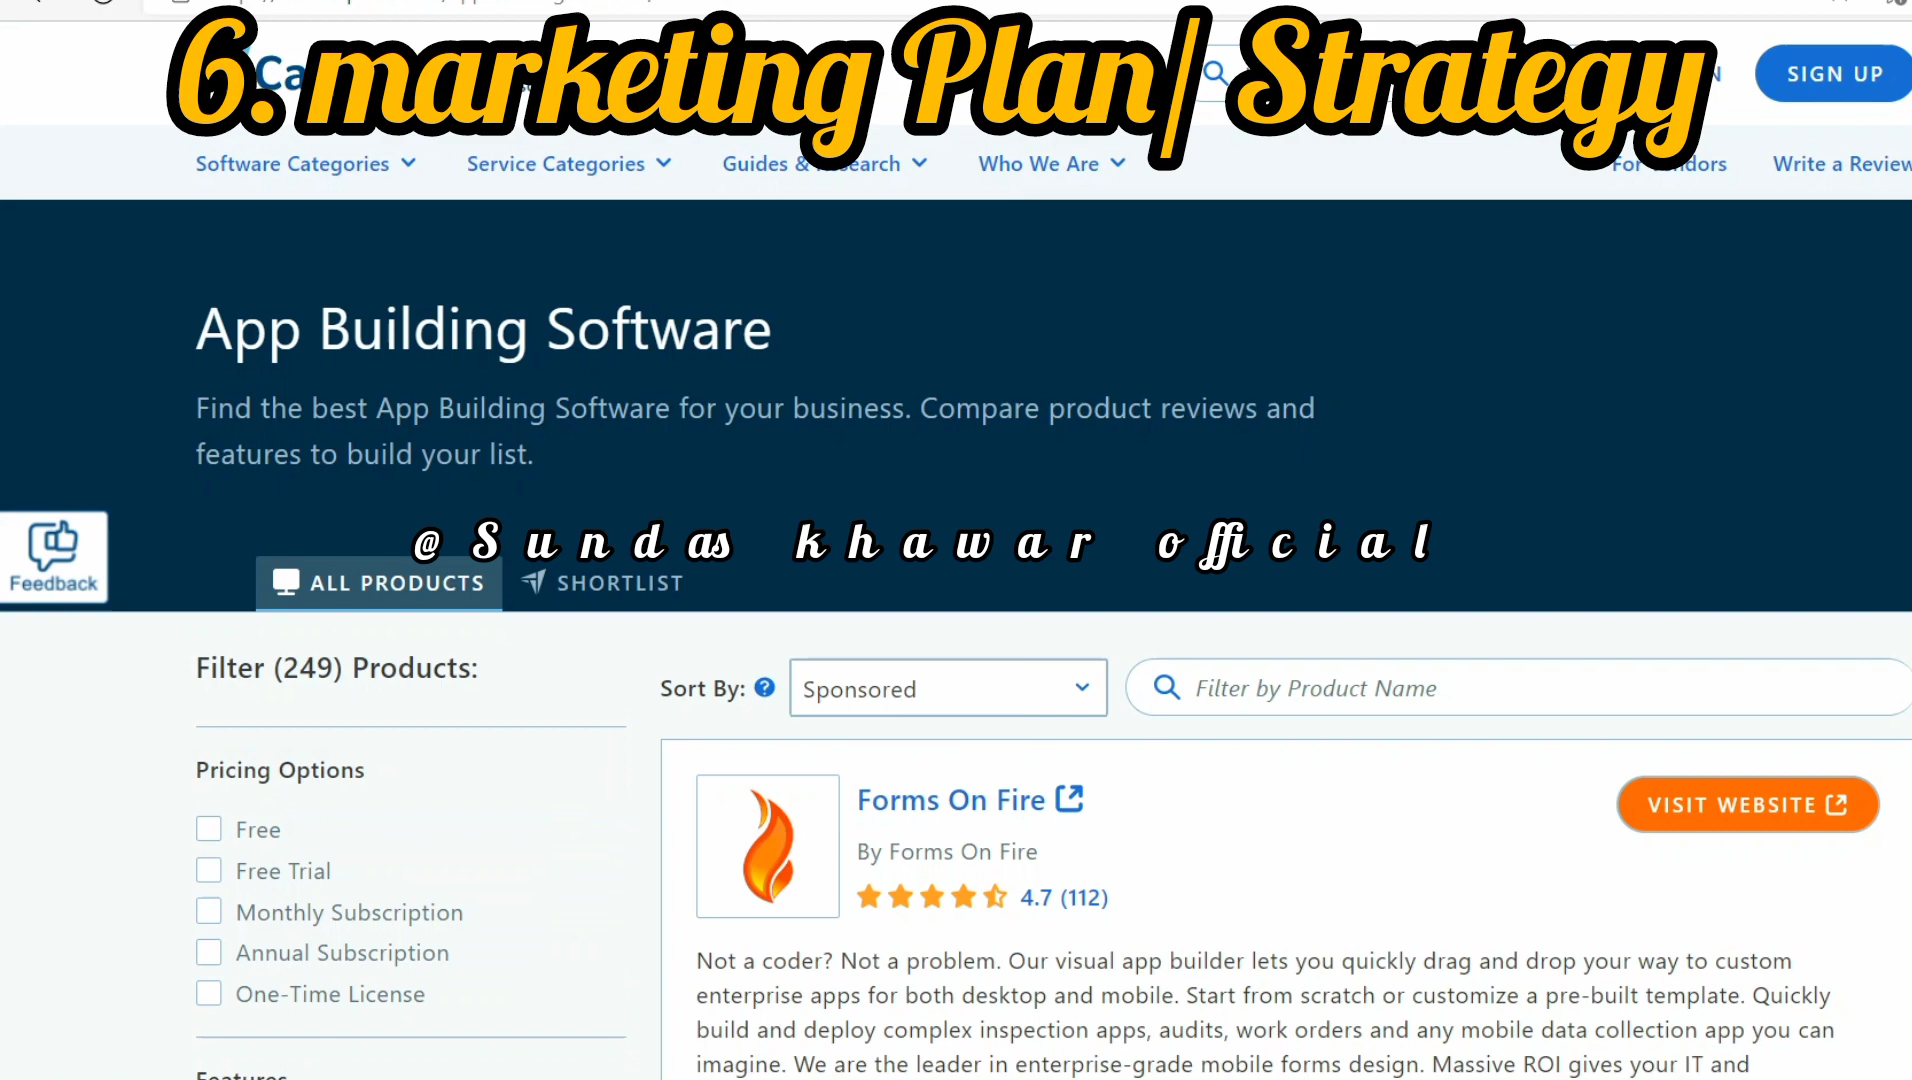 6. marketing Plan/ Strategy
Ca
SIGN UP
Software Categories
Service Categories
Guides &
Who We Are
Write a Review
App Building Software
Find the best App Building Software for your business. Compare product reviews and
features to build your list.
@Sundas khawar official
Feedback
ALL PRODUCTS
SHORTLIST
Filter (249) Products:
Sort By:
Sponsored
Filter by Product Name
Pricing Options
Free
Free Trial
Monthly Subscription
Annual Subscription
One-Time License
Forms On Fire
VISIT WEBSITE
By Forms On Fire
4.7 (112)
Not a coder? Not a problem. Our visual app builder lets you quickly drag and drop your way to custom
enterprise apps for both desktop and mobile. Start from scratch or customize a pre-built template. Quickly
build and deploy complex inspection apps, audits, work orders and any mobile data collection app you can
imagine. We are the leader in enterprise-grade mobile forms design. Massive ROI gives your IT and